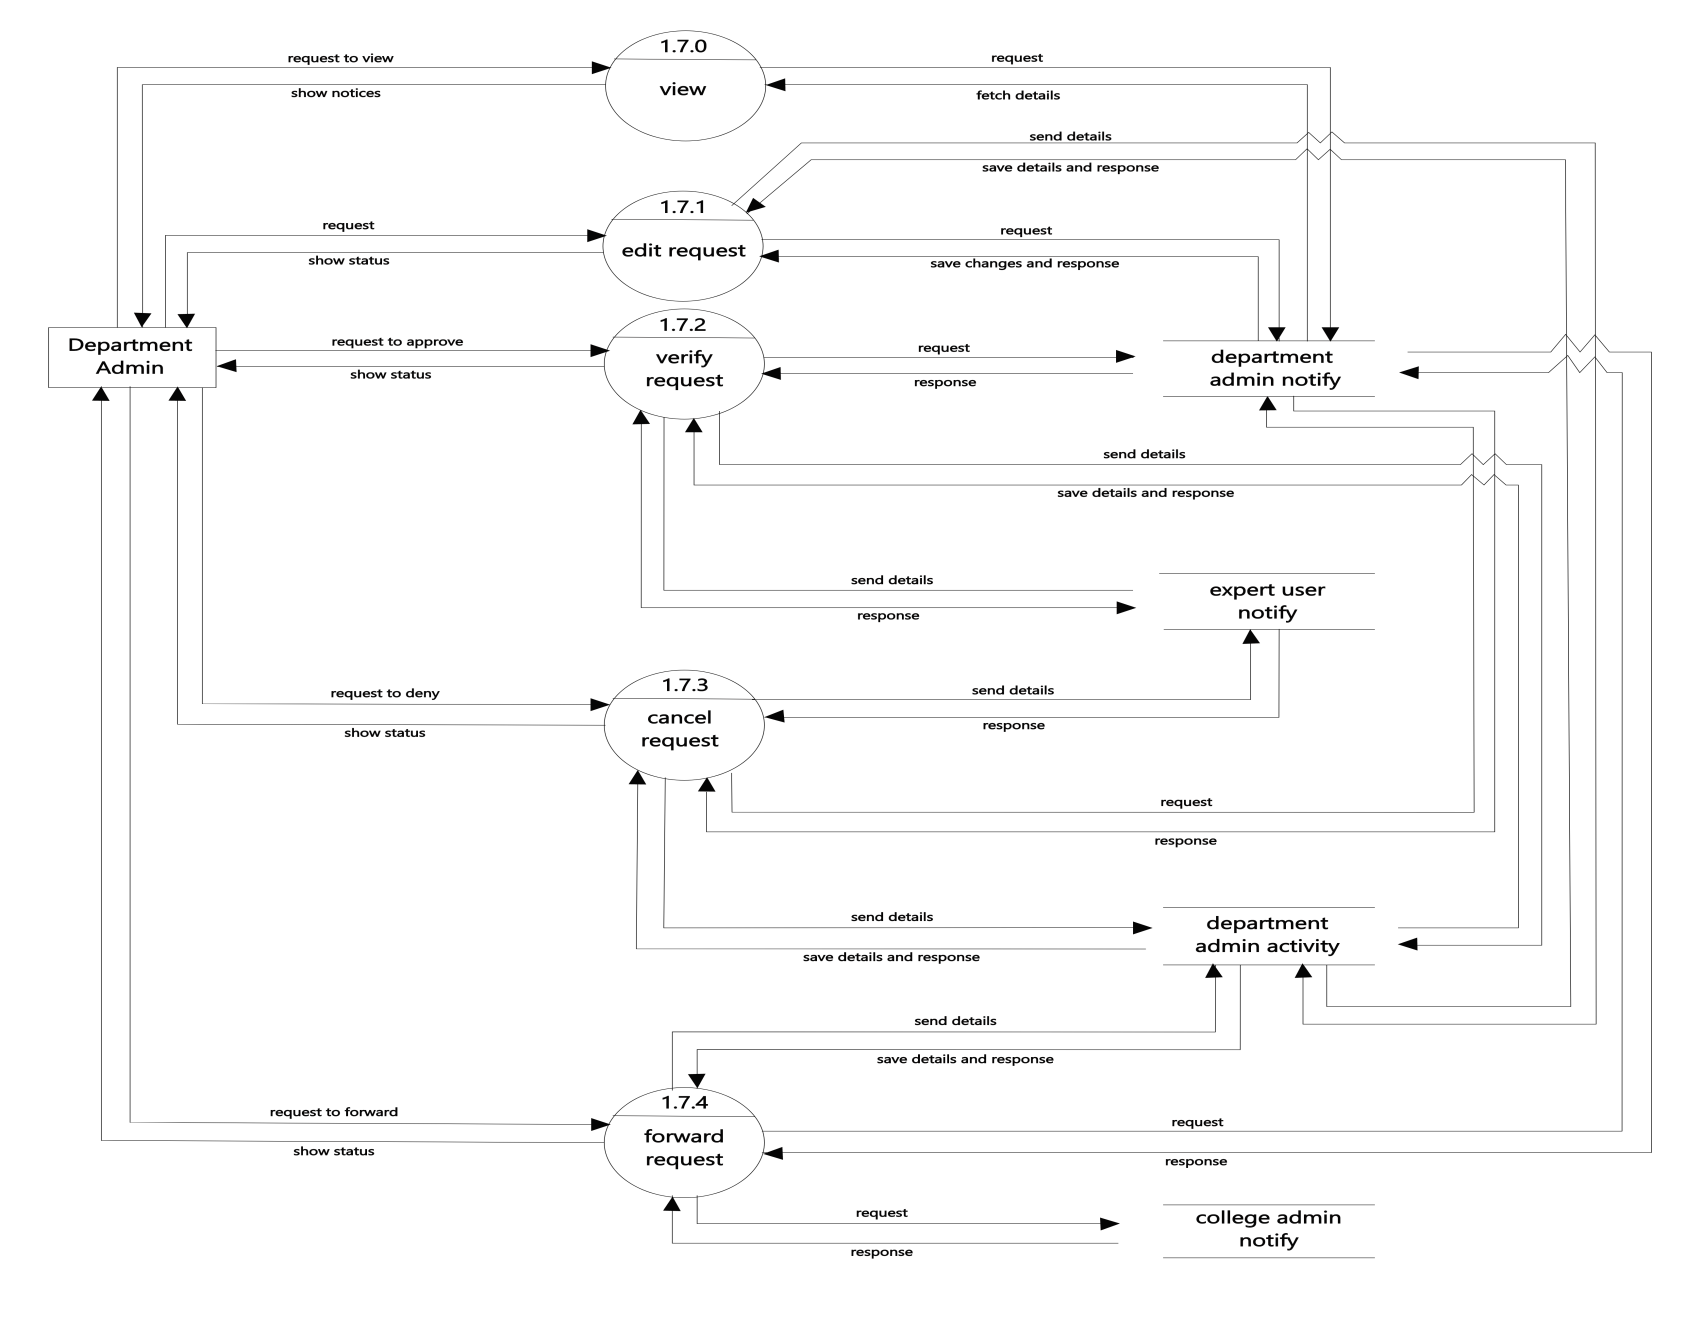 1.7.0
request to view
request
view
show notices
fetch details
send details
save details and response
1.7.1
request
request
edit request
show status
save changes and response
1.7.2
Department
Admin
request to approve
verify
request
request
department
admin notify
show status
response
send details
save details and response
send details
expert user
notify
response
1.7.3
request to deny
send details
cancel
request
show status
response
request
response
send details
department
admin activity
save details and response
send details
save details and response
1.7.4
request to forward
request
forward
request
show status
response
request
college admin
notify
response